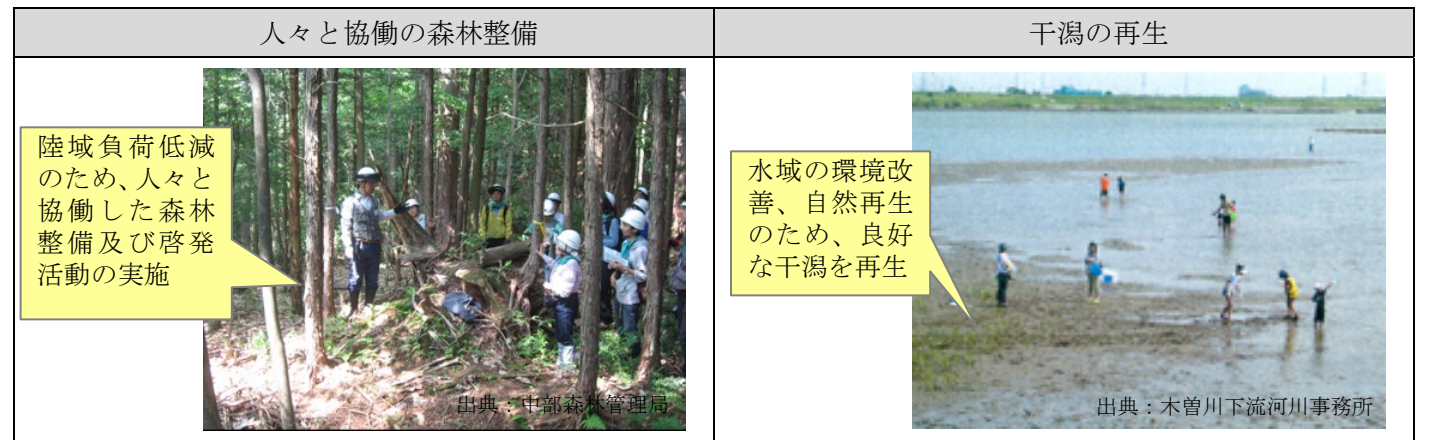 人々と協働の森林整備
干潟の再生
陸域負荷低減
のため、人々と
協働した森林
整備及び啓発
活動の実施
出典：中部森林管理局
水域の環境改
善、自然再生
のため、良好
な干潟を再生
出典：木曽川下流河川事務所